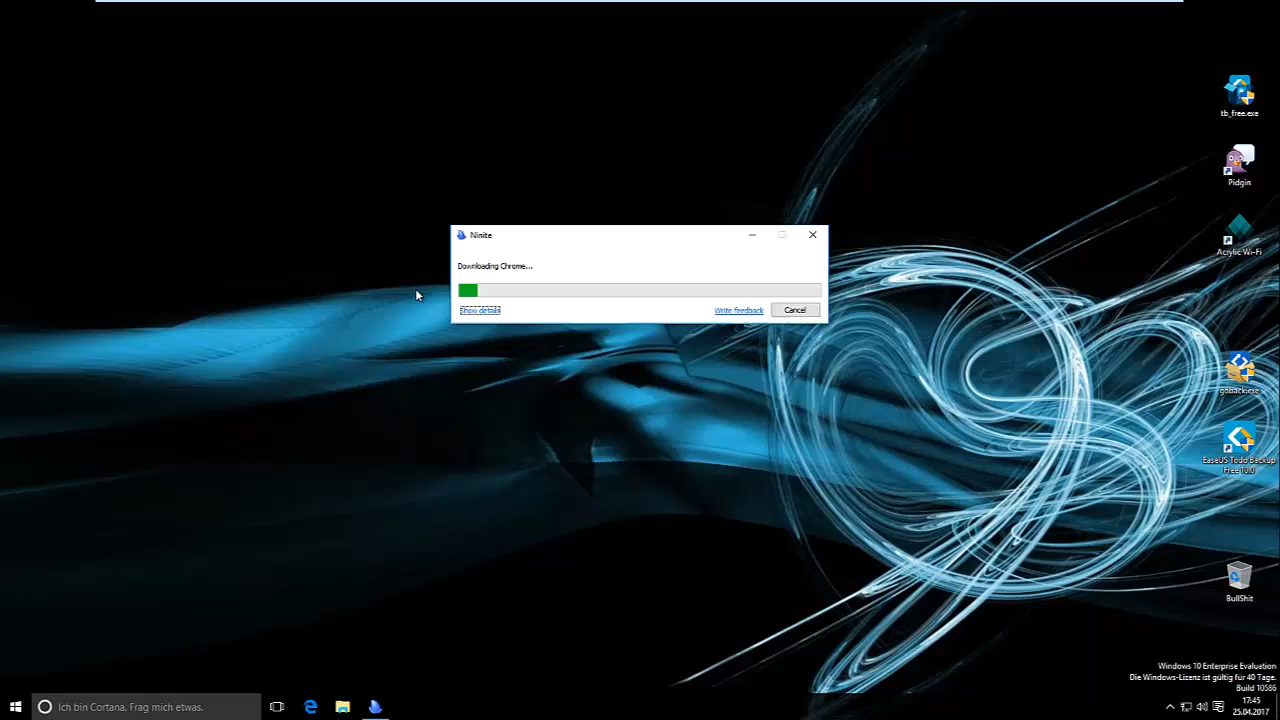 tb_free.exe
Pidgin
Ninite
Acrylic Wi-Fi
Downloading Chrome...
Show details
Write feedback
Cancel
goback.exe
EaseUS Todo Backup
Free 10.0
BullShit
Windows 10 Enterprise Evaluation
Die Windows-Lizenz ist gültig für 40 Tage.
Build 10586
Ich bin Cortana. Frag mich etwas.
17:45
25.04.2017